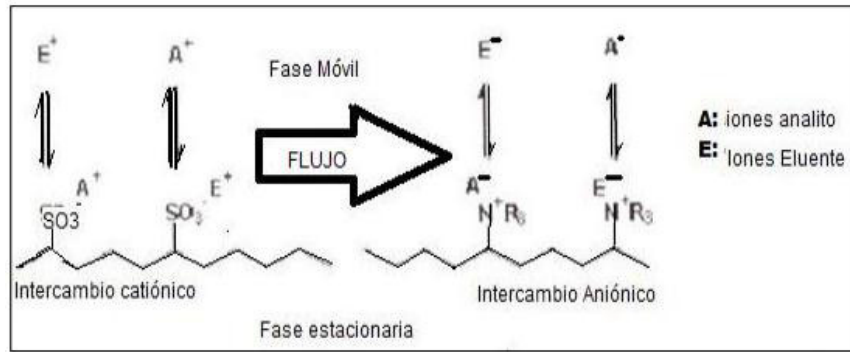 E⁺ A⁺ Fase Móvil E⁻ A⁻
FLUJO
A: iones analito
E: Iones Eluente
A⁺ E⁺ A⁻ E⁻
SO3⁻ SO₃⁻ N⁺R₃ N⁺R₃
Intercambio catiónico Intercambio Aniónico
Fase estacionaria